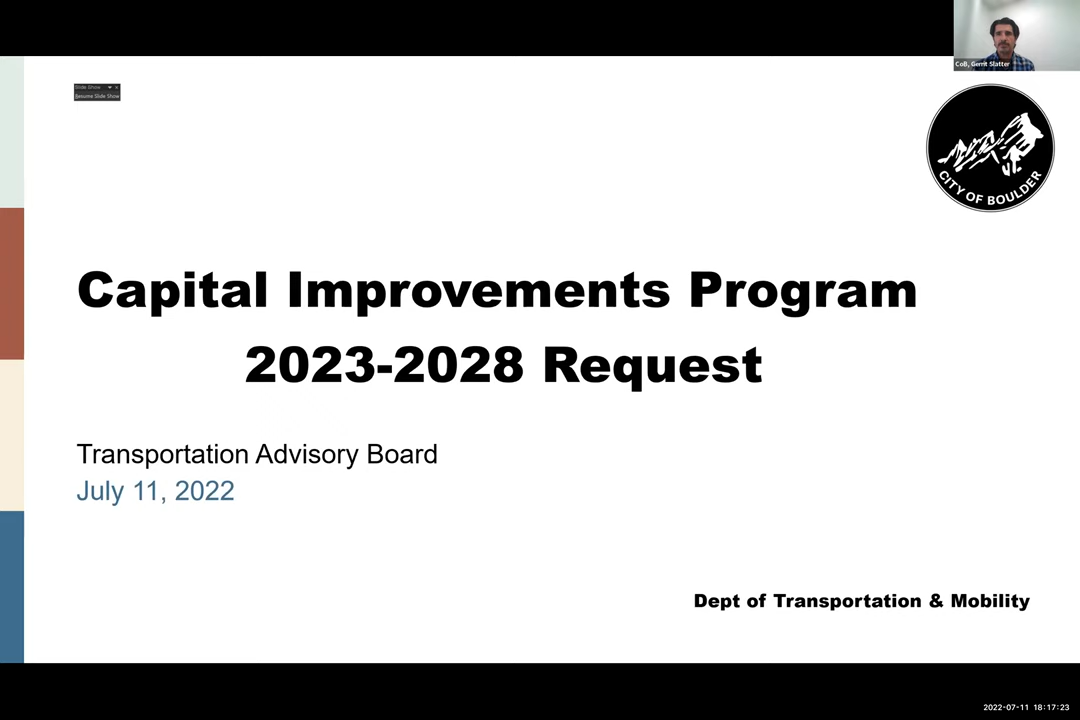 CoB, Gerrit Slatter
Slide Show
Resume Slide Show
CITY OF BOULDER
Capital Improvements Program
2023-2028 Request
Transportation Advisory Board
July 11, 2022
Dept of Transportation & Mobility
2022-07-11 18:17:23